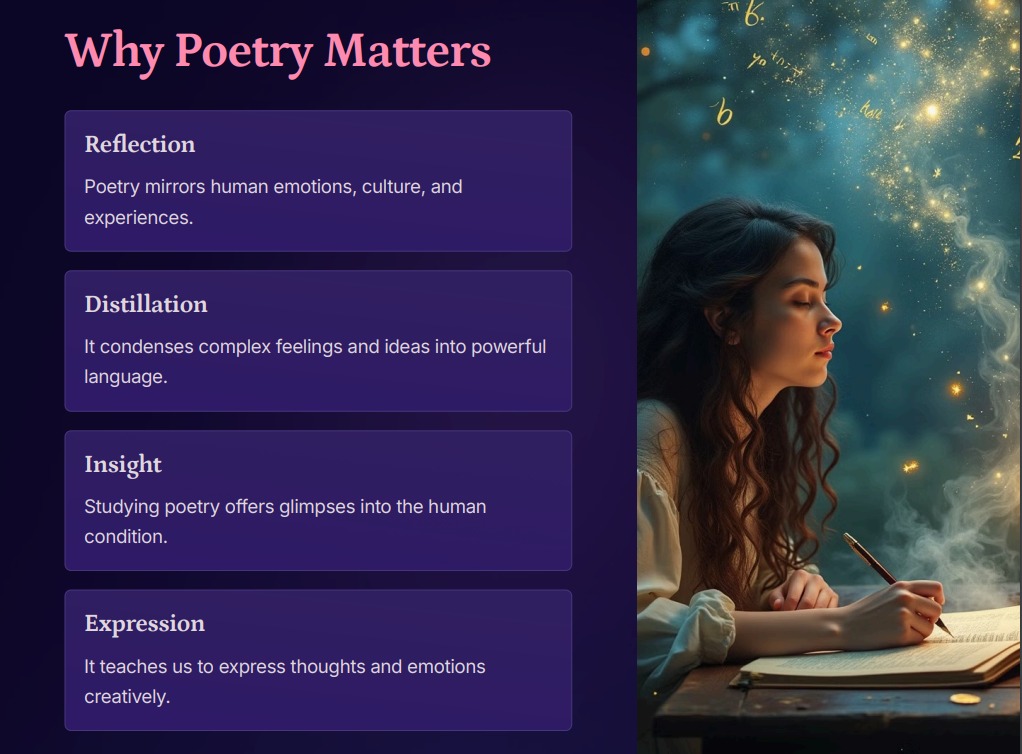 Why Poetry Matters
Reflection
Poetry mirrors human emotions, culture, and
experiences.
Distillation
It condenses complex feelings and ideas into powerful
language.
Insight
Studying poetry offers glimpses into the human
condition.
Expression
It teaches us to express thoughts and emotions
creatively.